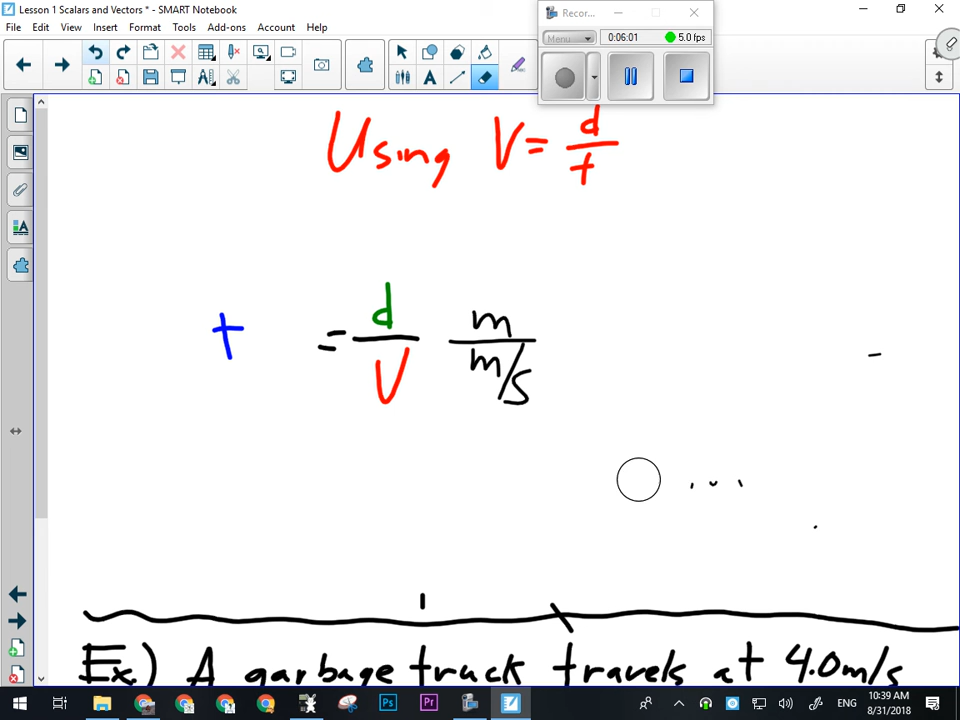 Lesson 1 Scalars and Vectors * - SMART Notebook
File Edit View Insert Format Tools Add-ons Account Help
Recor...
Menu 0:06:01 5.0 fps
Using V = d/t
t = d/V m/m/s
Ex.) A garbage truck travels at 4.0m/s
ENG
10:39 AM
8/31/2018